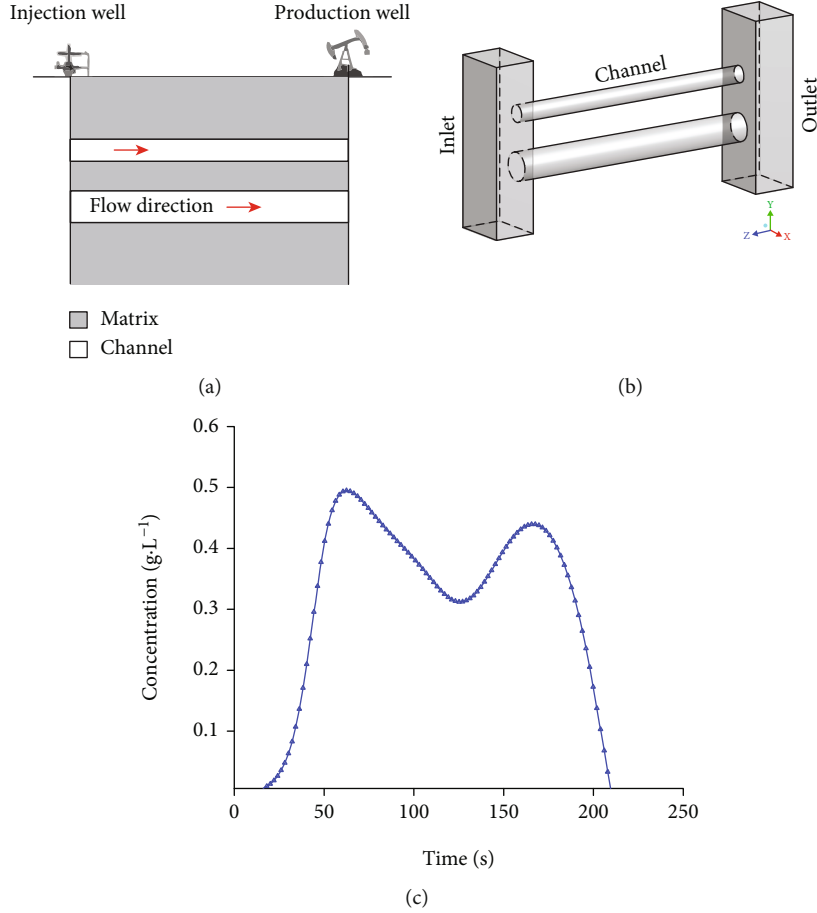 Injection well
Production well
Flow direction
Matrix
Channel
(a)
Inlet
Channel
Outlet
Y
Z
X
(b)
Concentration (g·L⁻¹)
0.6
0.5
0.4
0.3
0.2
0.1
0 50 100 150 200 250
Time (s)
(c)